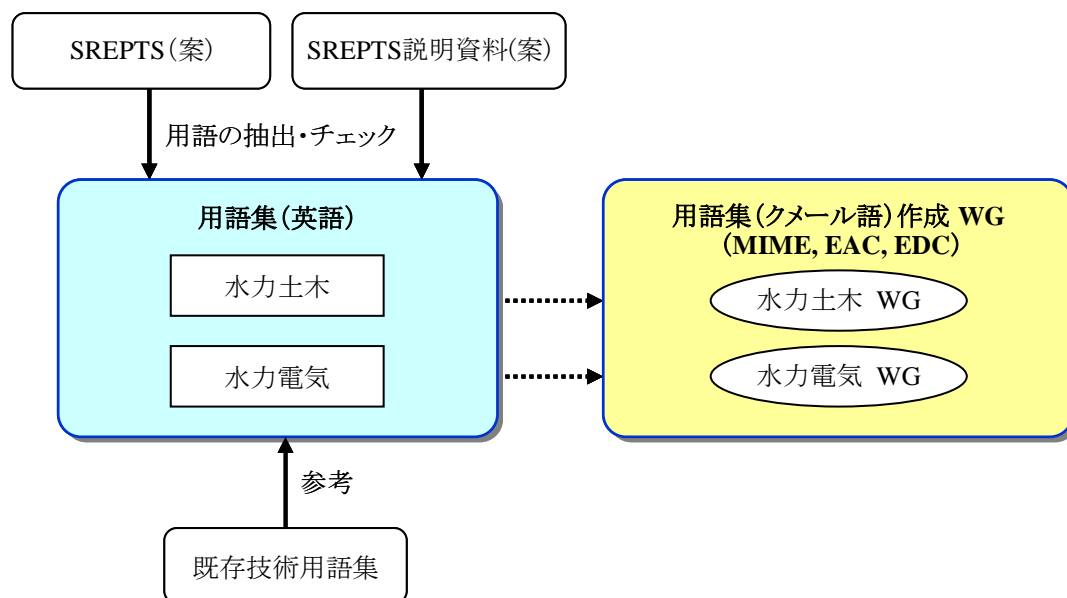 SREPTS(案)
SREPTS説明資料(案)
用語の抽出・チェック
用語集(英語)
水力土木
水力電気
用語集(クメール語)作成 WG
(MIME, EAC, EDC)
水力土木 WG
水力電気 WG
参考
既存技術用語集